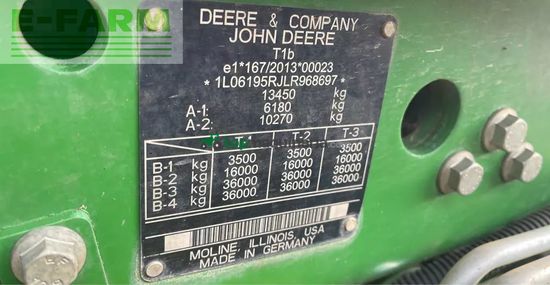 E-FARM
DEERE & COMPANY
JOHN DEERE
T1b
e1*167/2013*00023
*1L06195RJLR968697*
13450 kg
A-1: 6180 kg
A-2: 10270 kg
T-1 T-2 T-3
B-1 kg 3500 3500 3500
B-2 kg 16000 16000 16000
B-3 kg 36000 36000 36000
B-4 kg 36000 36000 36000
MOLINE, ILLINOIS, USA
MADE IN GERMANY